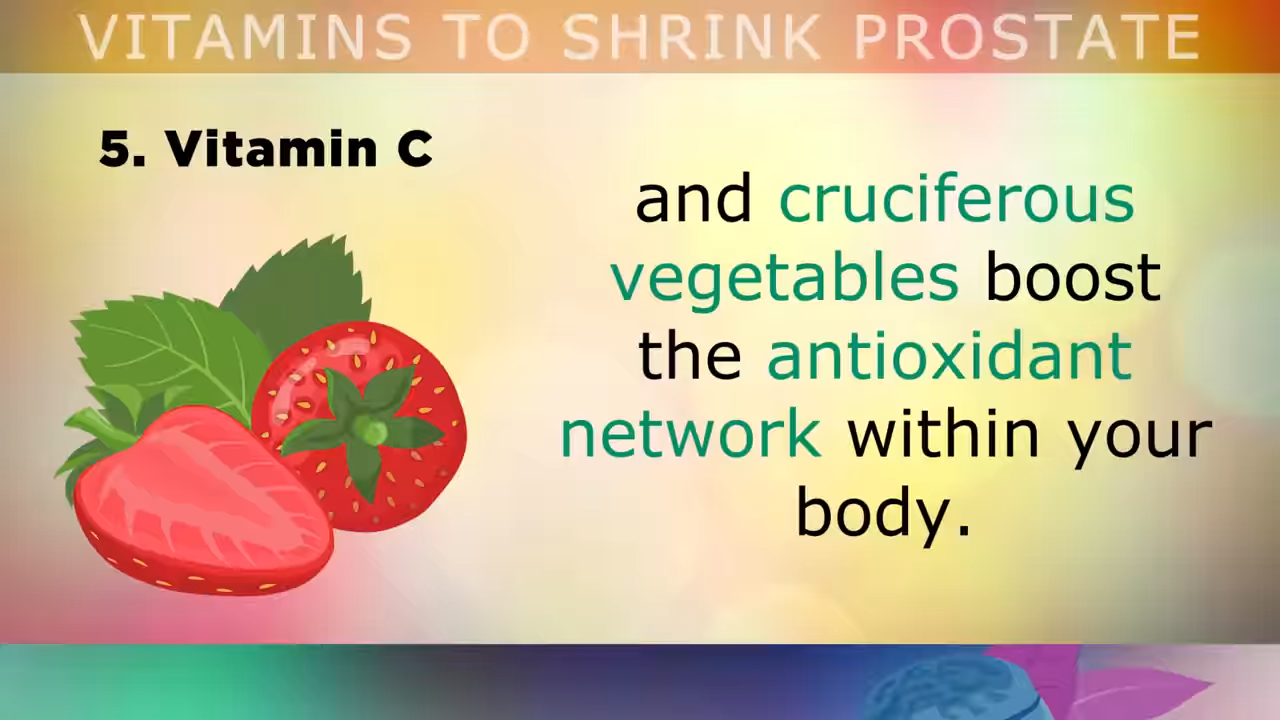 VITAMINS TO SHRINK PROSTATE
5. Vitamin C
and cruciferous
vegetables boost
the antioxidant
network within your
body.